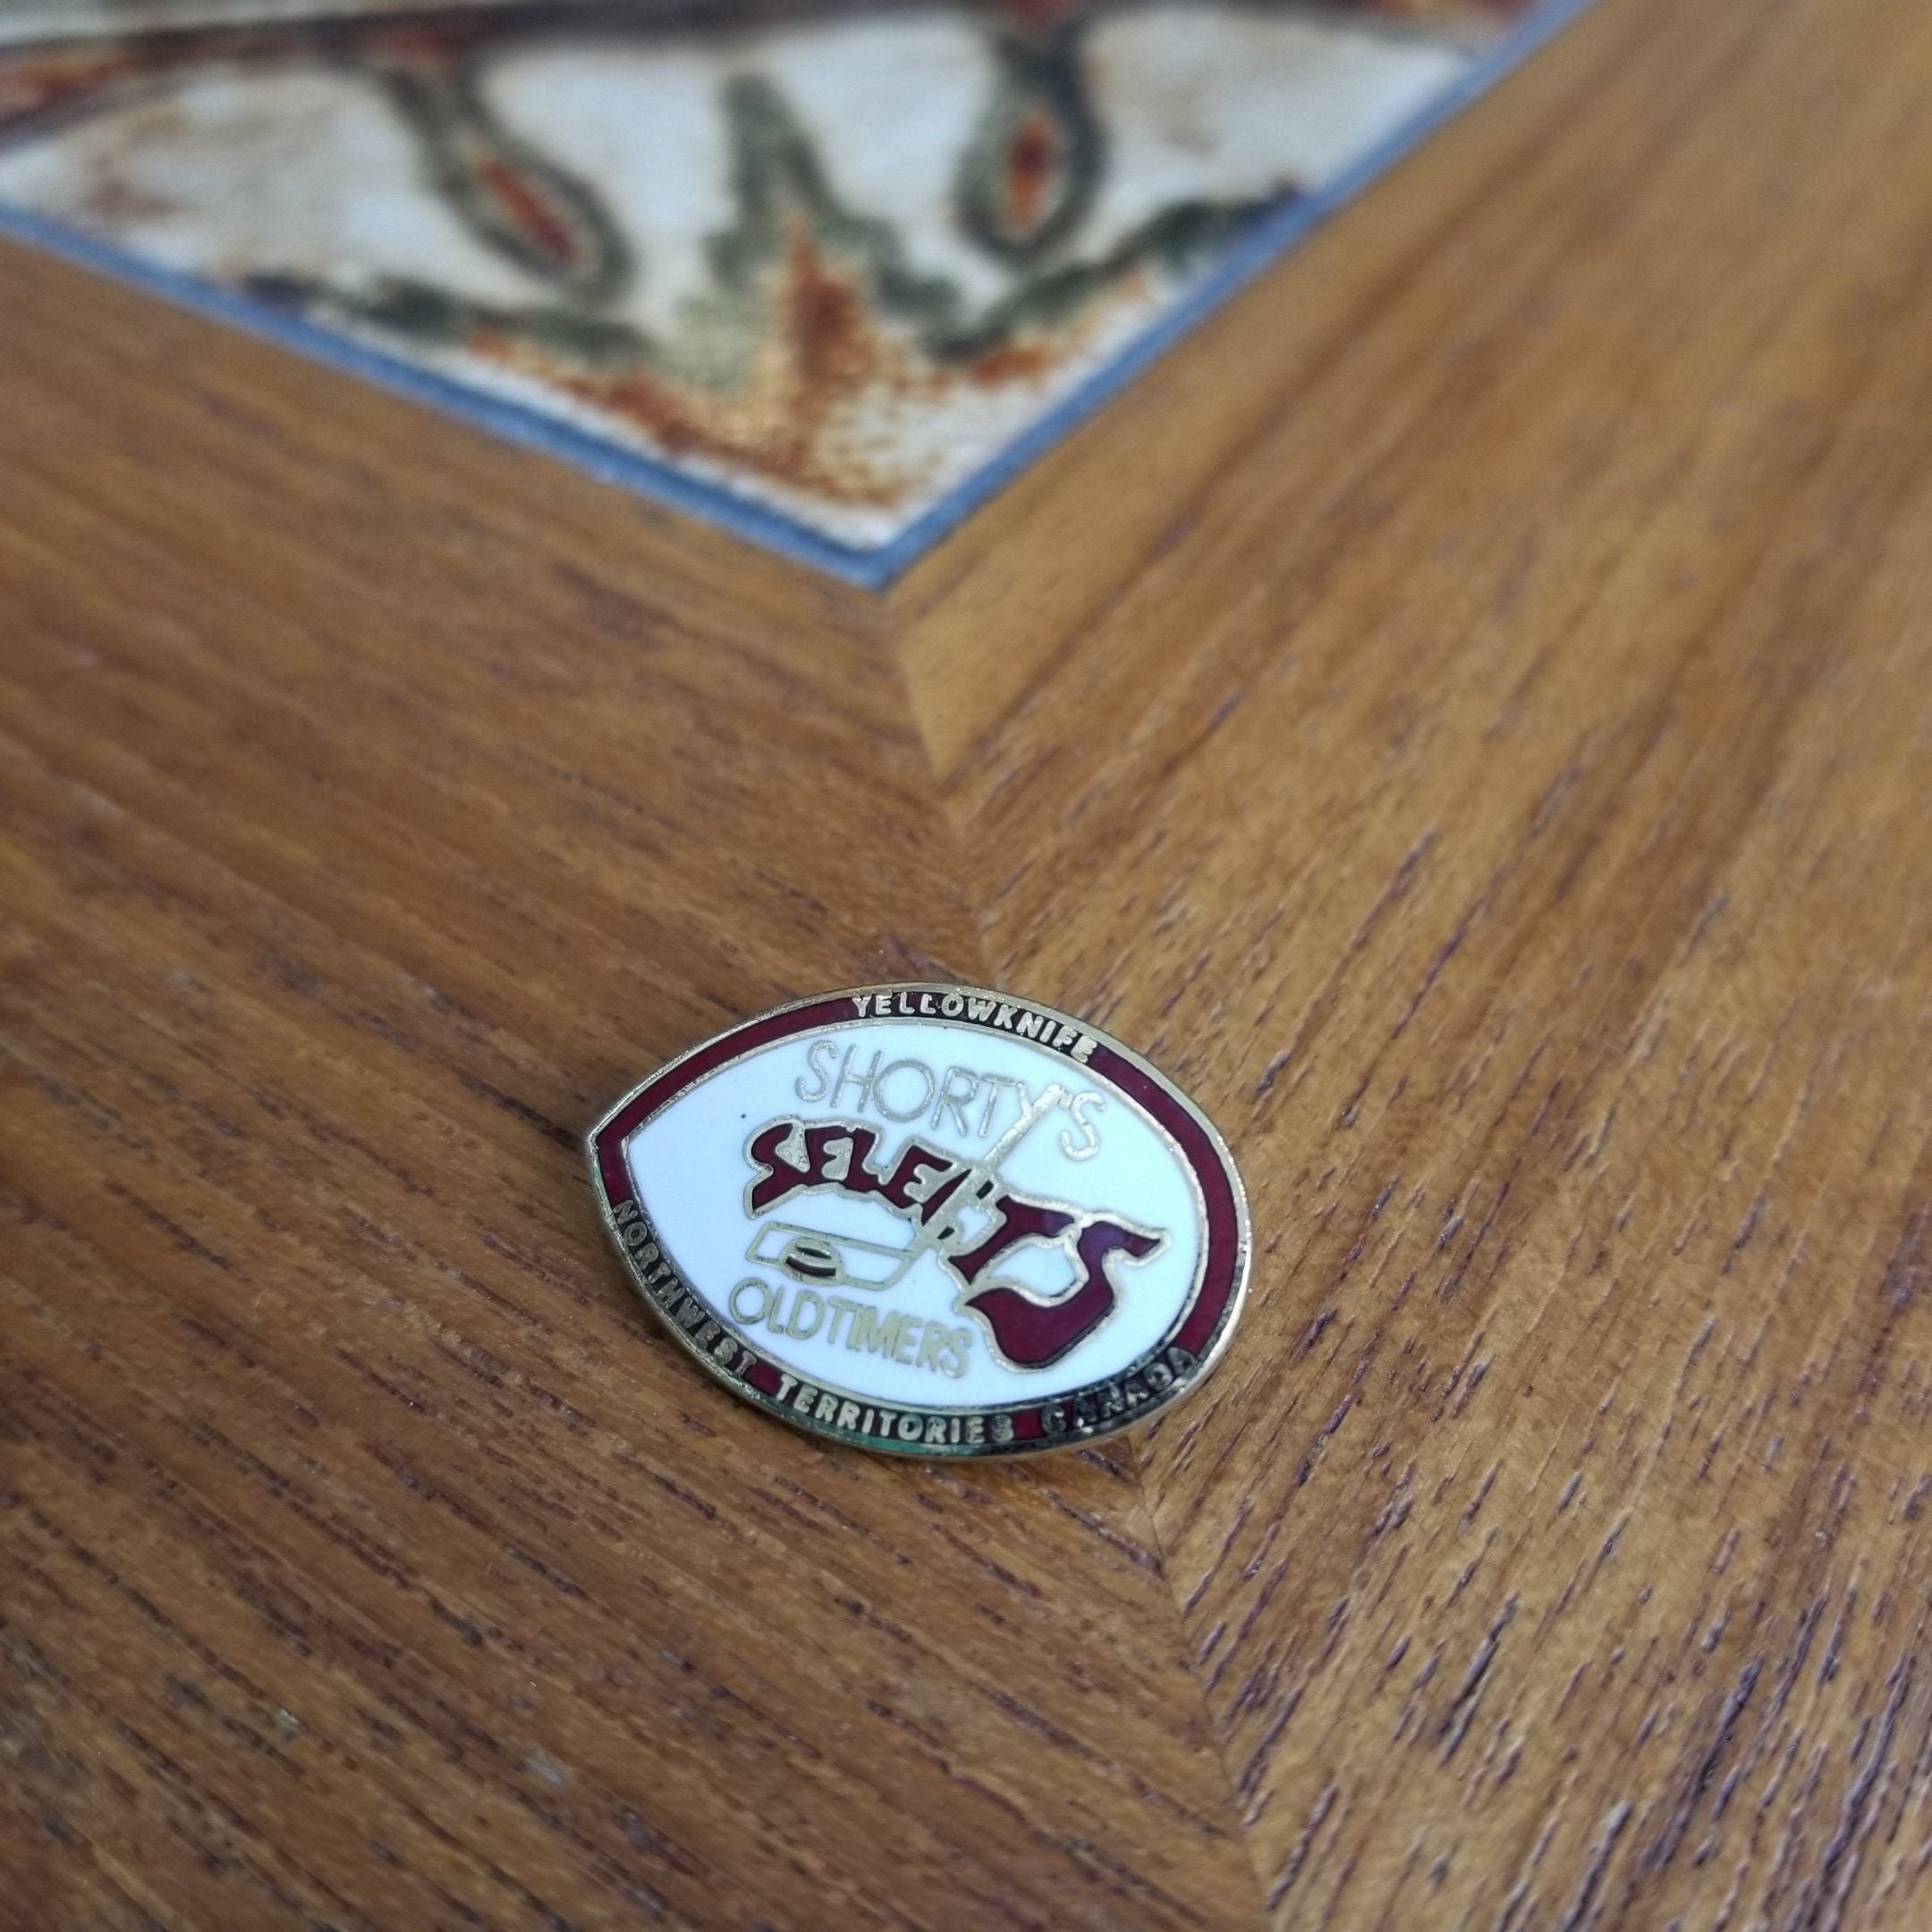 YELLOWKNIFE
SHORTY'S
SELECTS
OLDTIMERS
NORTHWEST TERRITORIES CANADA